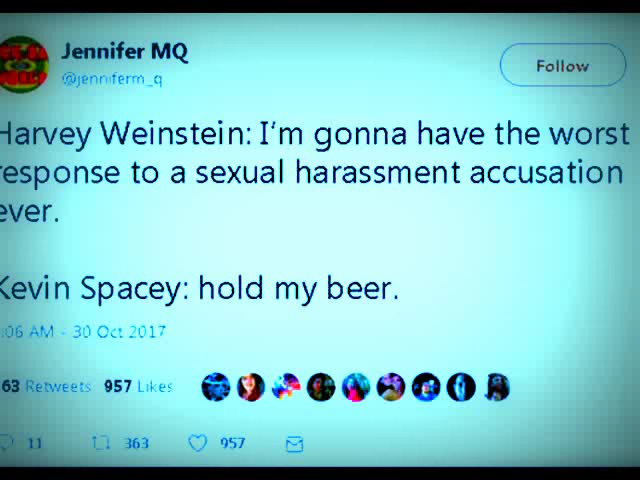 Jennifer MQ
@jenniferm_q
Follow
Harvey Weinstein: I'm gonna have the worst
response to a sexual harassment accusation
ever.
Kevin Spacey: hold my beer.
:06 AM - 30 Oct 2017
63 Retweets 957 Likes
11 363 957